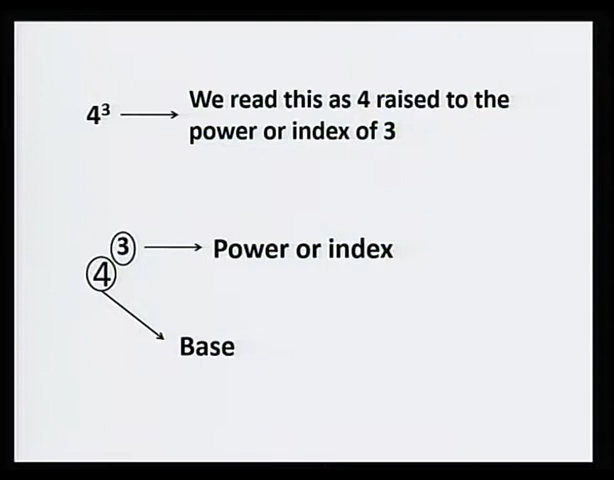 4³ → We read this as 4 raised to the
power or index of 3
3 → Power or index
4
Base